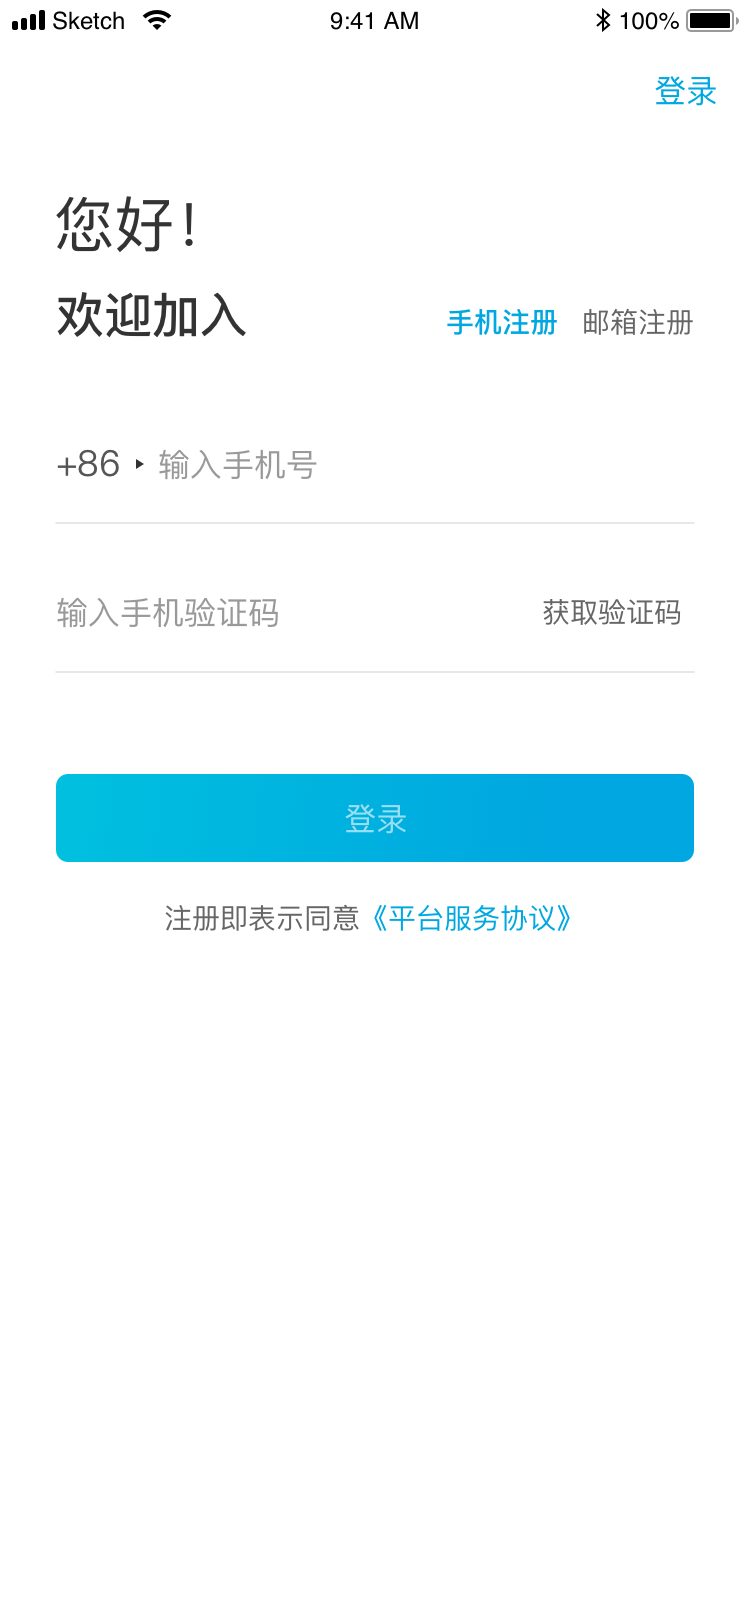 Sketch 9:41 AM 100%
登录
您好!
欢迎加入 手机注册 邮箱注册
+86 输入手机号
输入手机验证码 获取验证码
登录
注册即表示同意《平台服务协议》